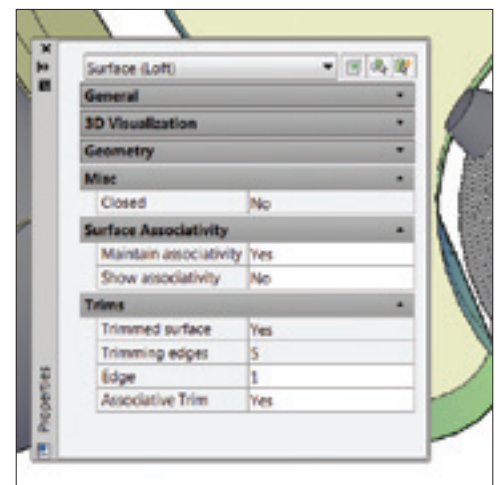 Surface (Loft)
General
3D Visualization
Geometry
Misc
Closed No
Surface Associativity
Maintain associativity Yes
Show associativity No
Trims
Trimmed surface Yes
Trimming edges 5
Edge 1
Associative Trim Yes
Properties